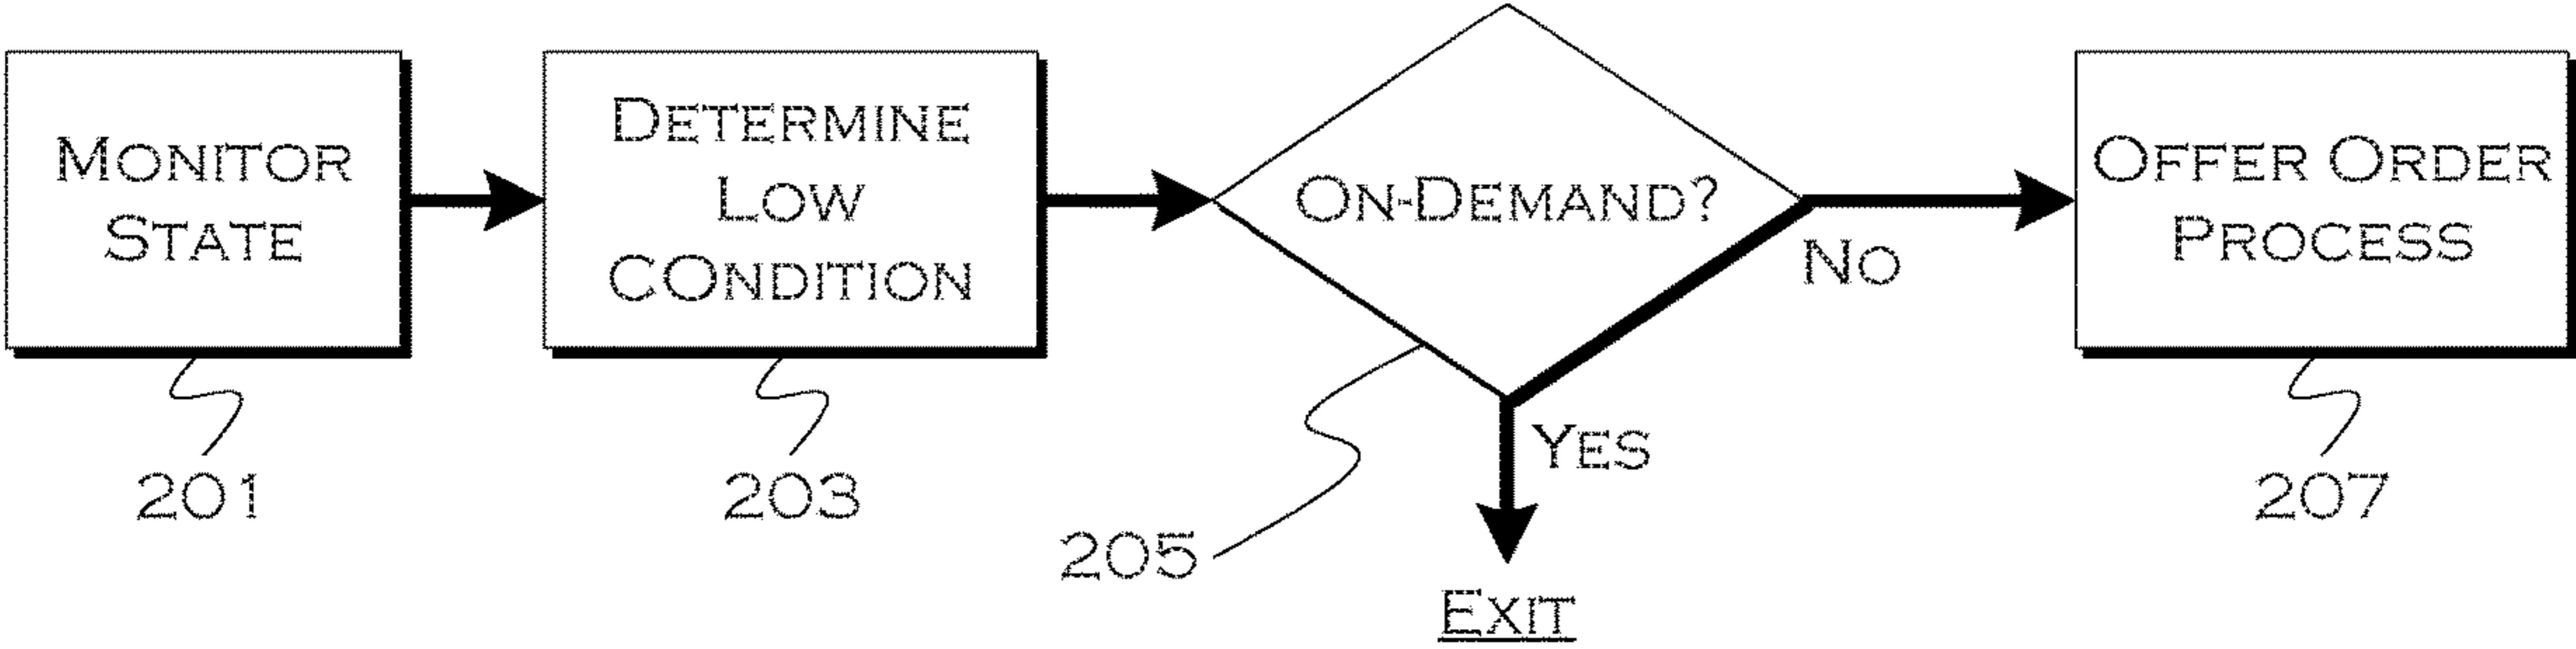 MONITOR
STATE
DETERMINE
LOW
CONDITION
ON-DEMAND?
OFFER ORDER
PROCESS
NO
YES
201
203
205
207
EXIT